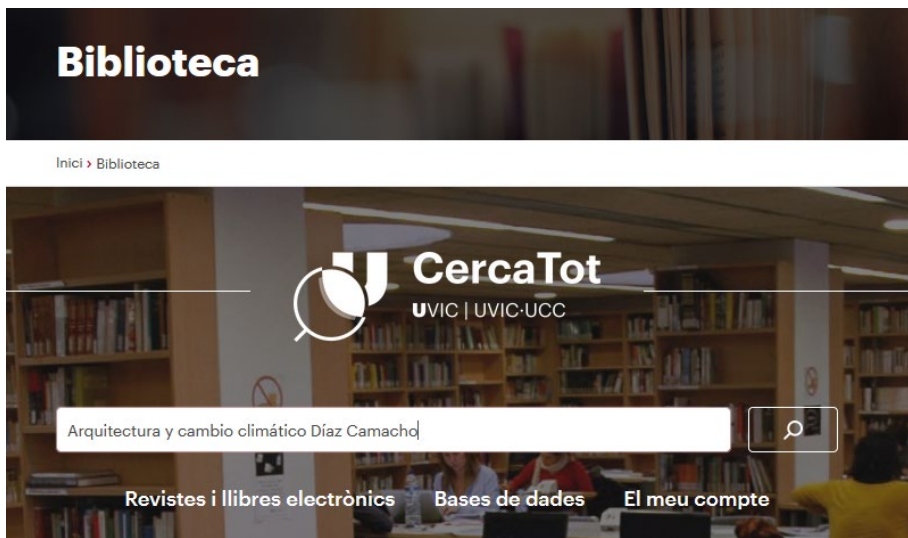 Biblioteca
Inici › Biblioteca
CercaTot
UVIC | UVIC·UCC
Arquitectura y cambio climático Díaz Camacho
Revistes i llibres electrònics Bases de dades El meu compte